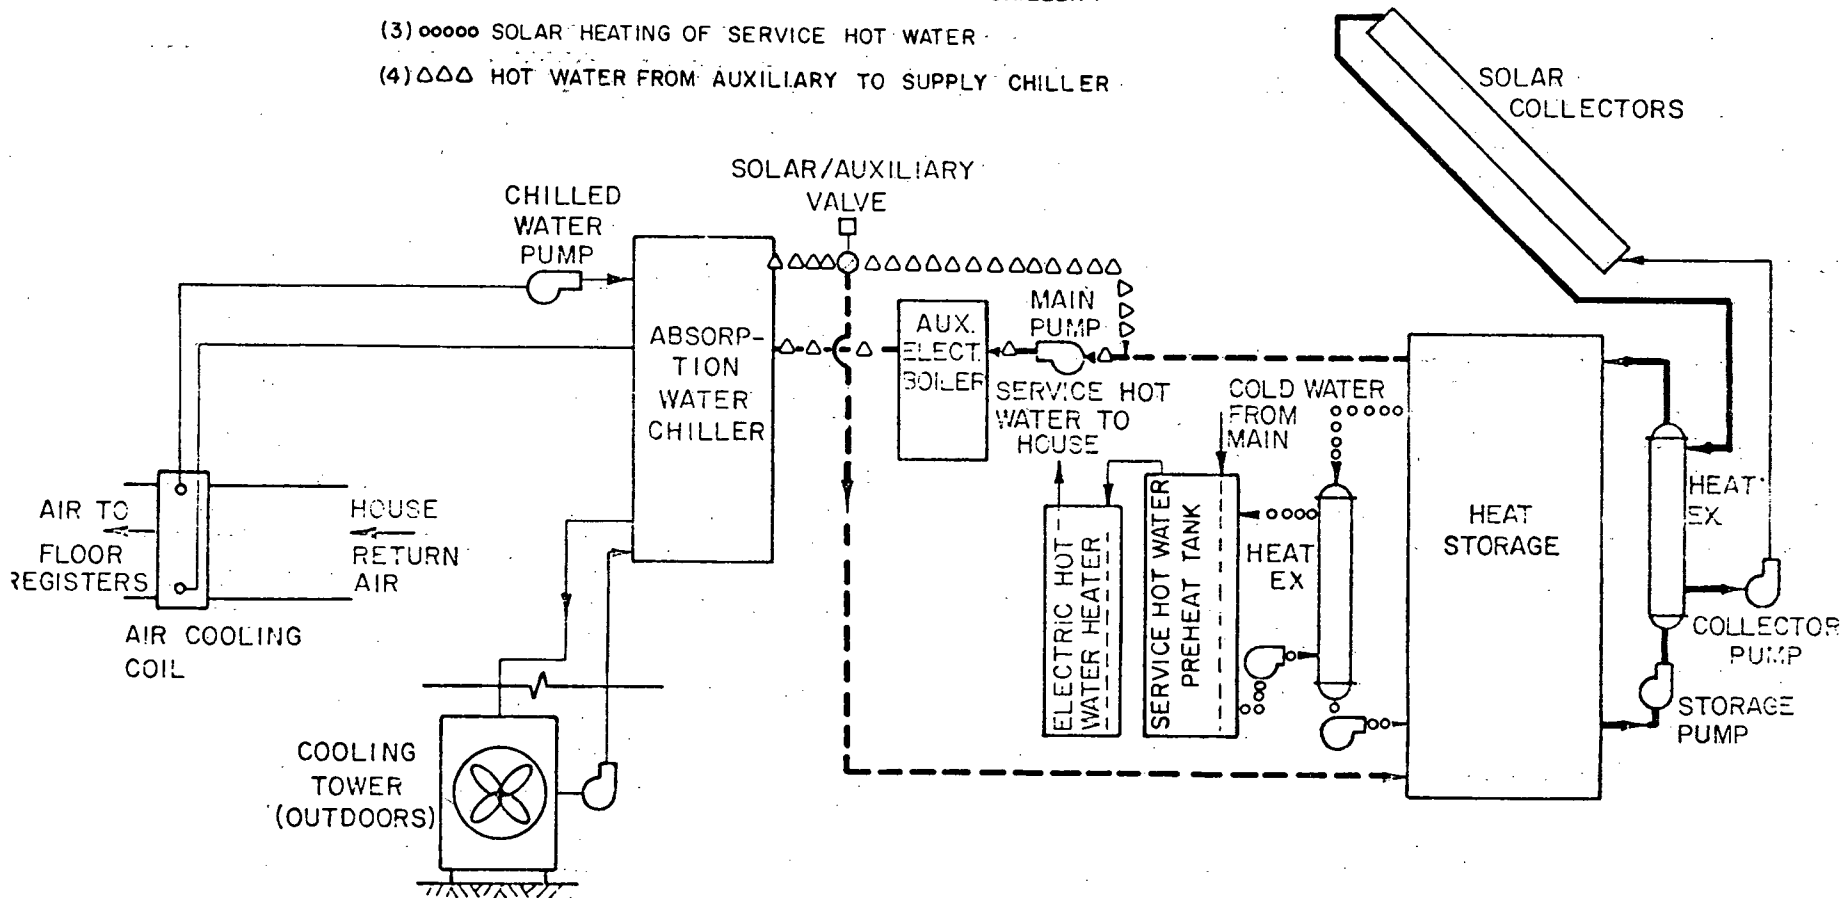 (3) ooooo SOLAR HEATING OF SERVICE HOT WATER
(4) △△△ HOT WATER FROM AUXILIARY TO SUPPLY CHILLER
SOLAR
COLLECTORS
SOLAR/AUXILIARY
VALVE
CHILLED
WATER
PUMP
ABSORP-
TION
WATER
CHILLER
AUX.
ELECT.
BOILER
MAIN
PUMP
SERVICE HOT
WATER TO
HOUSE
COLD WATER
FROM
MAIN
HEAT
STORAGE
HEAT
EX
HEAT
EX
ELECTRIC HOT
WATER HEATER
SERVICE HOT WATER
PREHEAT TANK
COLLECTOR
PUMP
STORAGE
PUMP
AIR TO
FLOOR
REGISTERS
HOUSE
RETURN
AIR
AIR COOLING
COIL
COOLING
TOWER
(OUTDOORS)